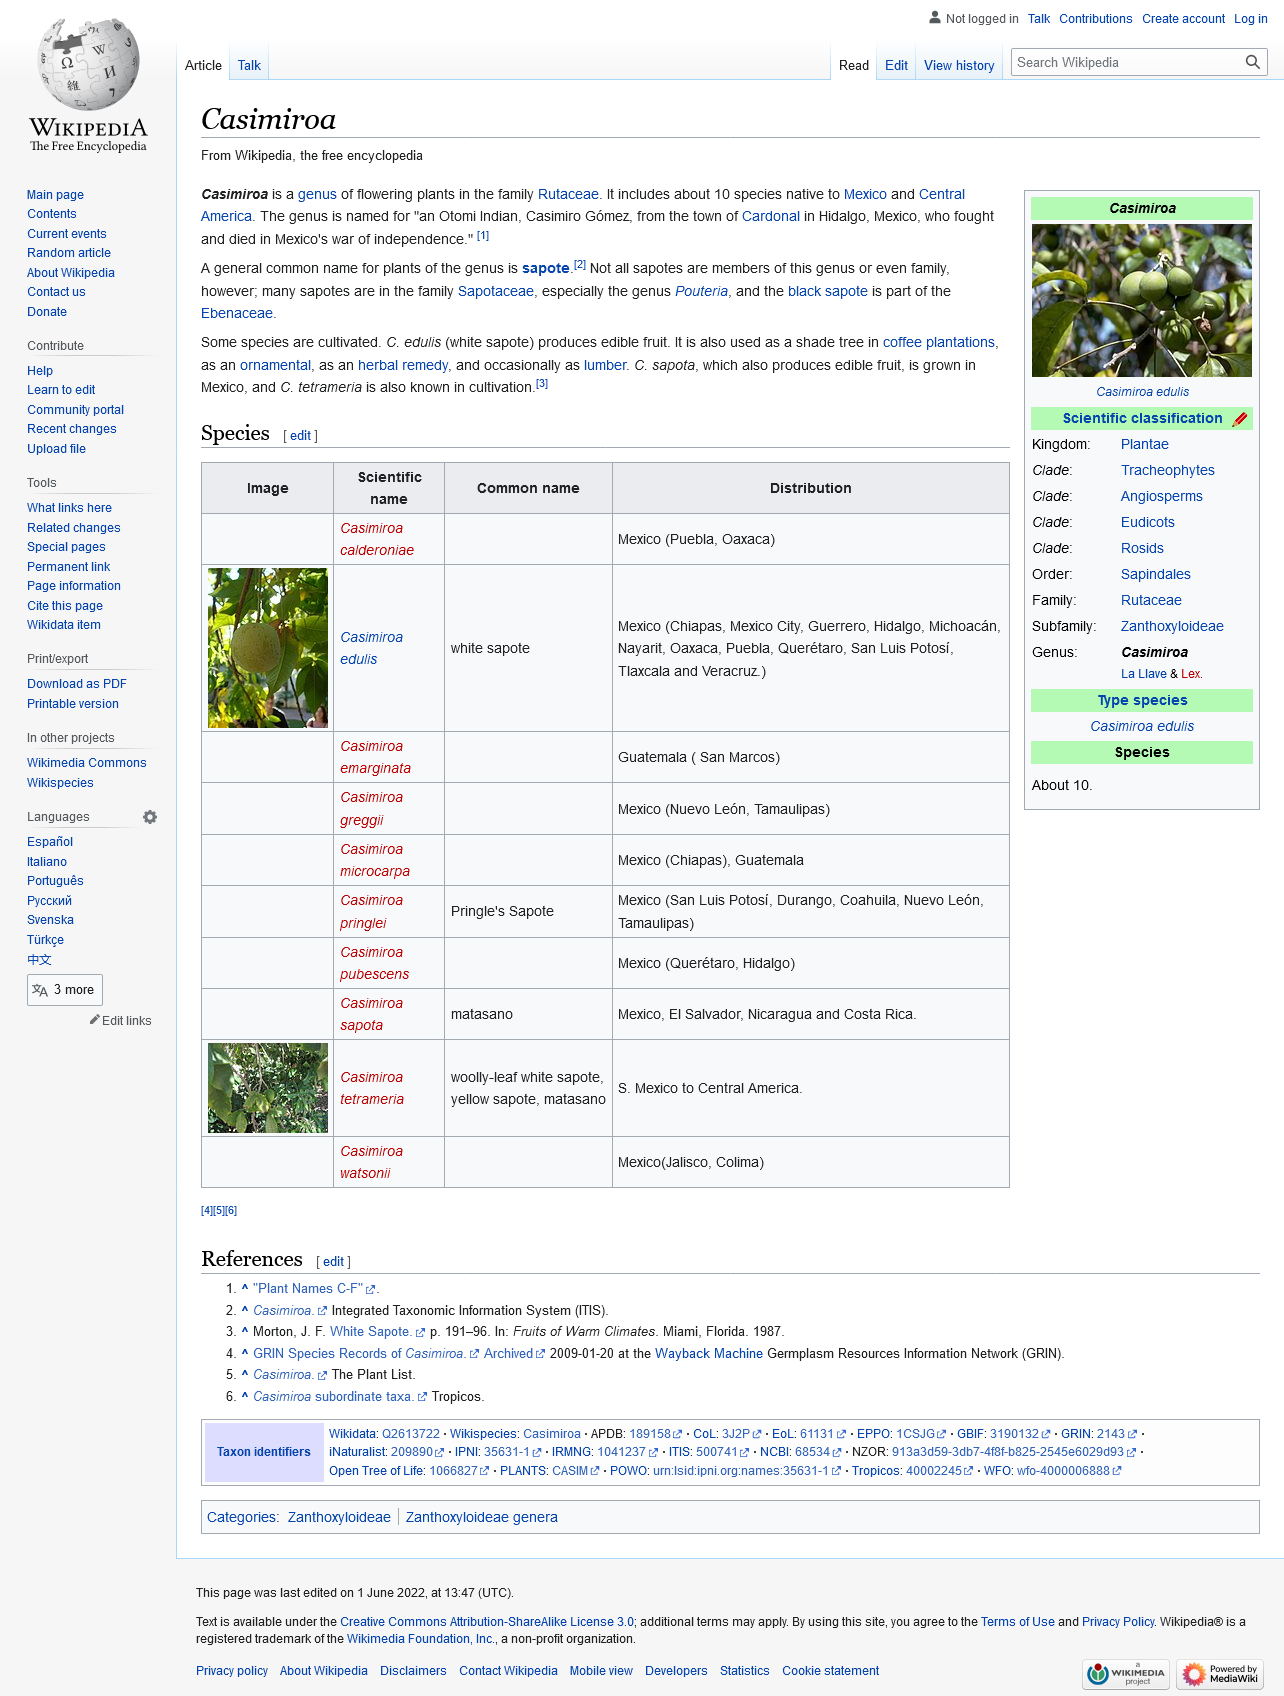 Not logged in Talk Contributions Create account Log in
Article Talk Read Edit View history Search Wikipedia
WIKIPEDIA
The Free Encyclopedia
Main page
Contents
Current events
Random article
About Wikipedia
Contact us
Donate
Contribute
Help
Learn to edit
Community portal
Recent changes
Upload file
Tools
What links here
Related changes
Special pages
Permanent link
Page information
Cite this page
Wikidata item
Print/export
Download as PDF
Printable version
In other projects
Wikimedia Commons
Wikispecies
Languages
Español
Italiano
Português
Русский
Svenska
Türkçe
中文
3 more
Edit links
Casimiroa
From Wikipedia, the free encyclopedia
Casimiroa is a genus of flowering plants in the family Rutaceae. It includes about 10 species native to Mexico and Central
America. The genus is named for "an Otomi Indian, Casimiro Gómez, from the town of Cardonal in Hidalgo, Mexico, who fought
and died in Mexico's war of independence." [1]
A general common name for plants of the genus is sapote.[2] Not all sapotes are members of this genus or even family,
however; many sapotes are in the family Sapotaceae, especially the genus Pouteria, and the black sapote is part of the
Ebenaceae.
Some species are cultivated. C. edulis (white sapote) produces edible fruit. It is also used as a shade tree in coffee plantations,
as an ornamental, as an herbal remedy, and occasionally as lumber. C. sapota, which also produces edible fruit, is grown in
Mexico, and C. tetrameria is also known in cultivation.[3]
Casimiroa
Casimiroa edulis
Scientific classification
Kingdom: Plantae
Clade: Tracheophytes
Clade: Angiosperms
Clade: Eudicots
Clade: Rosids
Order: Sapindales
Family: Rutaceae
Subfamily: Zanthoxyloideae
Genus: Casimiroa
La Llave & Lex.
Type species
Casimiroa edulis
Species
About 10.
Species [ edit ]
Image Scientific name Common name Distribution
Casimiroa calderoniae Mexico (Puebla, Oaxaca)
Casimiroa edulis white sapote Mexico (Chiapas, Mexico City, Guerrero, Hidalgo, Michoacán,
Nayarit, Oaxaca, Puebla, Querétaro, San Luis Potosí,
Tlaxcala and Veracruz.)
Casimiroa emarginata Guatemala ( San Marcos)
Casimiroa greggii Mexico (Nuevo León, Tamaulipas)
Casimiroa microcarpa Mexico (Chiapas), Guatemala
Casimiroa pringlei Pringle's Sapote Mexico (San Luis Potosí, Durango, Coahuila, Nuevo León,
Tamaulipas)
Casimiroa pubescens Mexico (Querétaro, Hidalgo)
Casimiroa sapota matasano Mexico, El Salvador, Nicaragua and Costa Rica.
Casimiroa tetrameria woolly-leaf white sapote, yellow sapote, matasano S. Mexico to Central America.
Casimiroa watsonii Mexico(Jalisco, Colima)
[4][5][6]
References [ edit ]
1. ^ "Plant Names C-F".
2. ^ Casimiroa. Integrated Taxonomic Information System (ITIS).
3. ^ Morton, J. F. White Sapote. p. 191–96. In: Fruits of Warm Climates. Miami, Florida. 1987.
4. ^ GRIN Species Records of Casimiroa. Archived 2009-01-20 at the Wayback Machine Germplasm Resources Information Network (GRIN).
5. ^ Casimiroa. The Plant List.
6. ^ Casimiroa subordinate taxa. Tropicos.
Taxon identifiers
Wikidata: Q2613722 · Wikispecies: Casimiroa · APDB: 189158 · CoL: 3J2P · EoL: 61131 · EPPO: 1CSJG · GBIF: 3190132 · GRIN: 2143 ·
iNaturalist: 209890 · IPNI: 35631-1 · IRMNG: 1041237 · ITIS: 500741 · NCBI: 68534 · NZOR: 913a3d59-3db7-4f8f-b825-2545e6029d93 ·
Open Tree of Life: 1066827 · PLANTS: CASIM · POWO: urn:lsid:ipni.org:names:35631-1 · Tropicos: 40002245 · WFO: wfo-4000006888
Categories: Zanthoxyloideae | Zanthoxyloideae genera
This page was last edited on 1 June 2022, at 13:47 (UTC).
Text is available under the Creative Commons Attribution-ShareAlike License 3.0; additional terms may apply. By using this site, you agree to the Terms of Use and Privacy Policy. Wikipedia® is a
registered trademark of the Wikimedia Foundation, Inc., a non-profit organization.
Privacy policy About Wikipedia Disclaimers Contact Wikipedia Mobile view Developers Statistics Cookie statement
a WIKIMEDIA project
Powered by MediaWiki